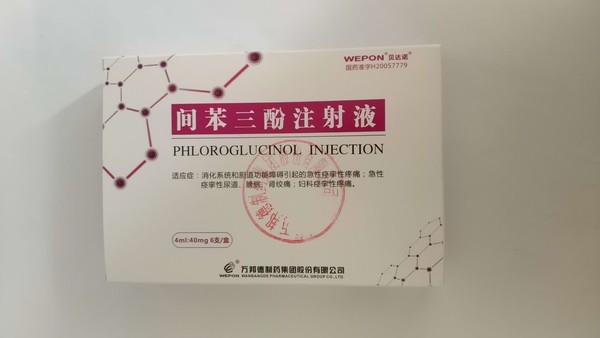 WEPON® 贝达诺®
国药准字H20057779
间苯三酚注射液
PHLOROGLUCINOL INJECTION
适应症：消化系统和胆道功能障碍引起的急性痉挛性疼痛；急性
痉挛性尿道、膀胱、肾绞痛；妇科痉挛性疼痛。
4ml:40mg 6支/盒
WEPON® 万邦德制药集团股份有限公司
WANBANGDE PHARMACEUTICAL GROUP CO., LTD.